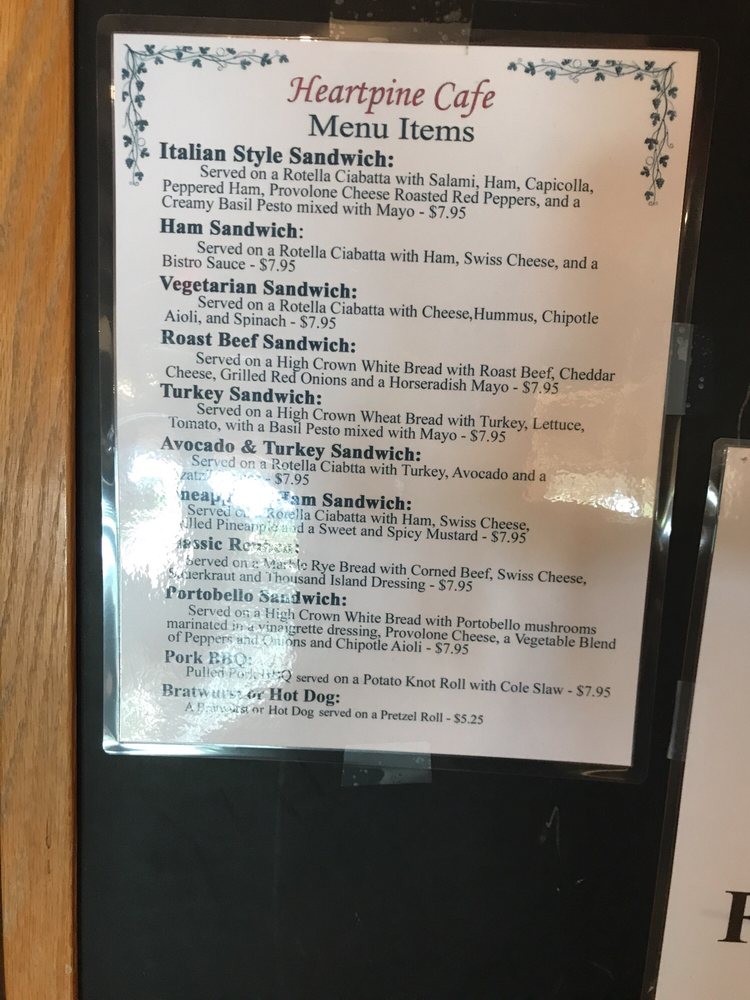 Heartpine Cafe
Menu Items
Italian Style Sandwich:
Served on a Rotella Ciabatta with Salami, Ham, Capicolla,
Peppered Ham, Provolone Cheese Roasted Red Peppers, and a
Creamy Basil Pesto mixed with Mayo - $7.95
Ham Sandwich:
Served on a Rotella Ciabatta with Ham, Swiss Cheese, and a
Bistro Sauce - $7.95
Vegetarian Sandwich:
Served on a Rotella Ciabatta with Cheese,Hummus, Chipotle
Aioli, and Spinach - $7.95
Roast Beef Sandwich:
Served on a High Crown White Bread with Roast Beef, Cheddar
Cheese, Grilled Red Onions and a Horseradish Mayo - $7.95
Turkey Sandwich:
Served on a High Crown Wheat Bread with Turkey, Lettuce,
Tomato, with a Basil Pesto mixed with Mayo - $7.95
Avocado & Turkey Sandwich:
Served on a Rotella Ciabtta with Turkey, Avocado and a
- $7.95
Ham Sandwich:
Served on a Rotella Ciabatta with Ham, Swiss Cheese,
Pineapple and a Sweet and Spicy Mustard - $7.95
Classic Reuben:
Served on a Marble Rye Bread with Corned Beef, Swiss Cheese,
Sauerkraut and Thousand Island Dressing - $7.95
Portobello Sandwich:
Served on a High Crown White Bread with Portobello mushrooms
marinated in a vinaigrette dressing, Provolone Cheese, a Vegetable Blend
of Peppers and Onions and Chipotle Aioli - $7.95
Pork BBQ:
Pulled Pork BBQ served on a Potato Knot Roll with Cole Slaw - $7.95
Bratwurst or Hot Dog:
A Bratwurst or Hot Dog served on a Pretzel Roll - $5.25